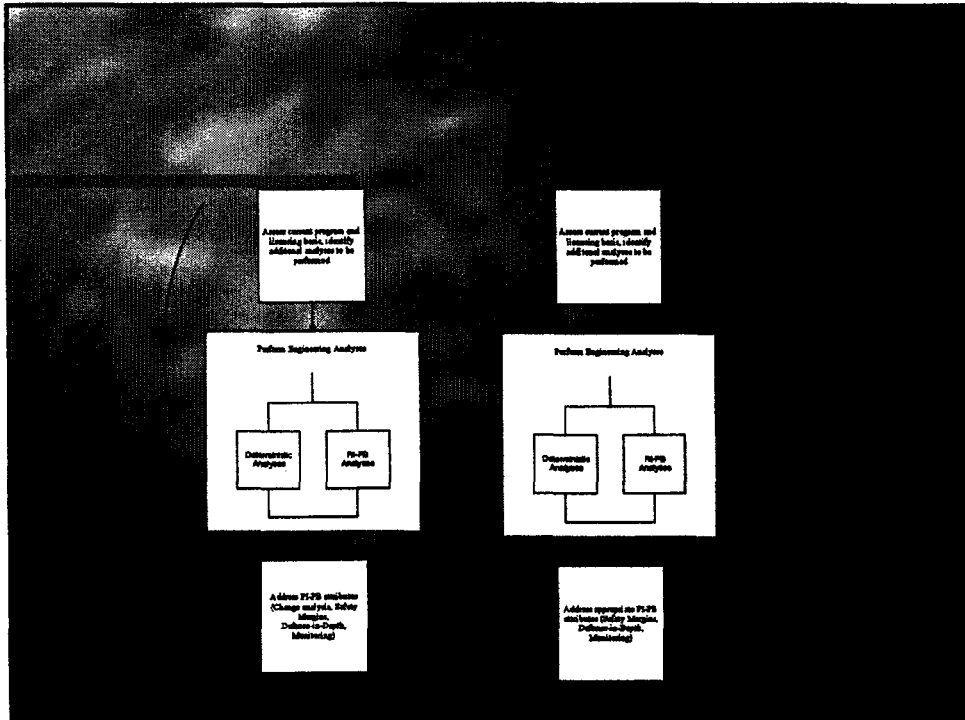 Assess current program and
licensing basis, identify
additional analyses to be
performed
Assess current program and
licensing basis, identify
additional analyses to be
performed
Perform Engineering Analyses
Deterministic
Analyses
RI-PB
Analyses
Perform Engineering Analyses
Deterministic
Analyses
RI-PB
Analyses
Address RI-PB attributes
(Change analysis, Safety
Margins,
Defense-in-Depth,
Monitoring)
Address appropriate RI-PB
attributes (Safety Margins,
Defense-in-Depth,
Monitoring)